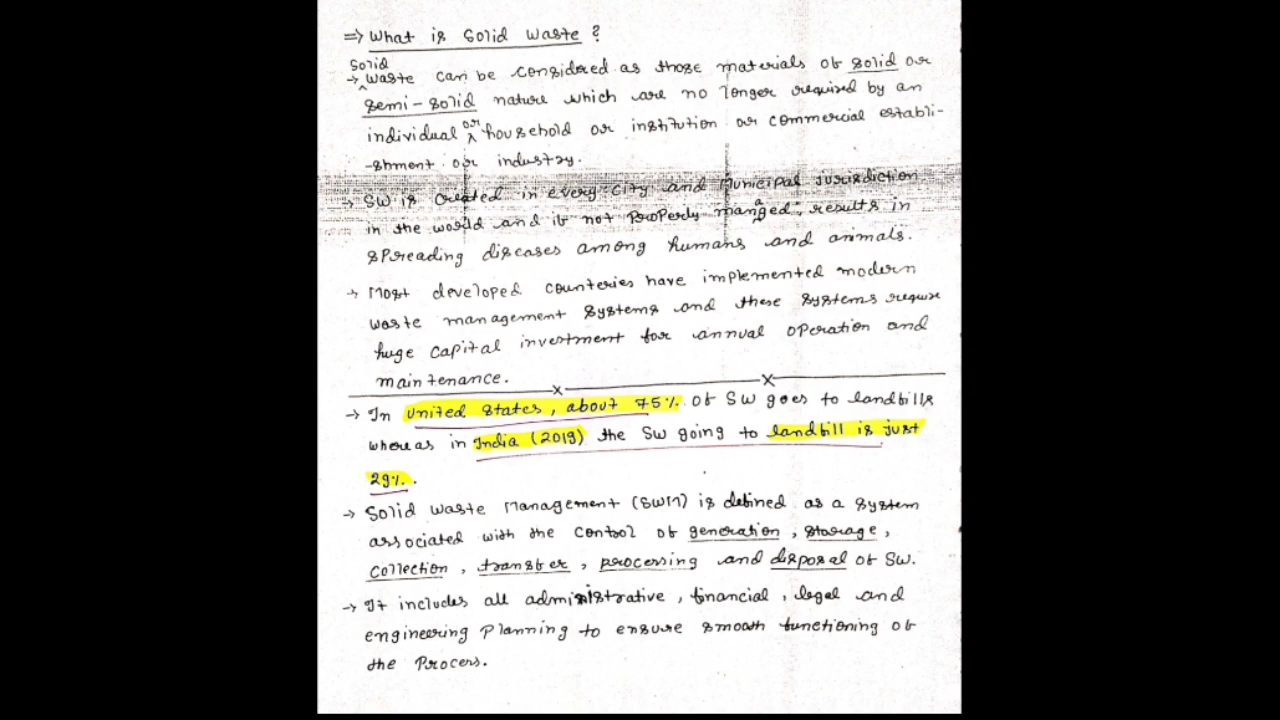 ⇒ What is Solid Waste ?
Solid
→ Waste can be considered as those materials of solid or
semi-solid nature which are no longer required by an
individual or household or institution or commercial establi-
-shment or industry.
→ SW is created in every city and Municipal jurisdiction
in the world and if not properly managed, results in
spreading diseases among humans and animals.
→ Most developed counteries have implemented modern
waste management systems and these systems require
huge capital investment for annual operation and
maintenance.
→ In United States, about 75% of SW goes to landfills
whereas in India (2019) the SW going to landfill is just
29%.
→ Solid Waste Management (SWM) is defined as a system
associated with the control of generation, storage,
collection, transfer, processing and disposal of SW.
→ It includes all administrative, financial, legal and
engineering planning to ensure smooth functioning of
the Process.